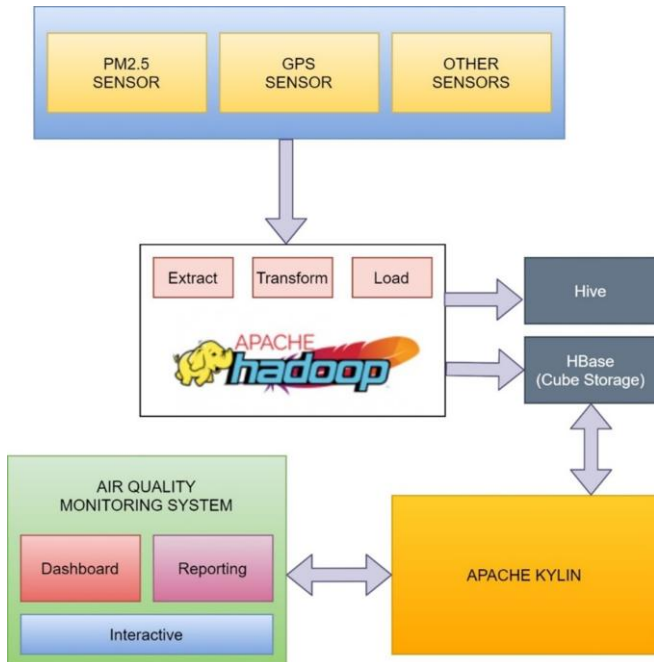 PM2.5
SENSOR
GPS
SENSOR
OTHER
SENSORS
Extract
Transform
Load
APACHE
hadoop
Hive
HBase
(Cube Storage)
AIR QUALITY
MONITORING SYSTEM
Dashboard
Reporting
Interactive
APACHE KYLIN